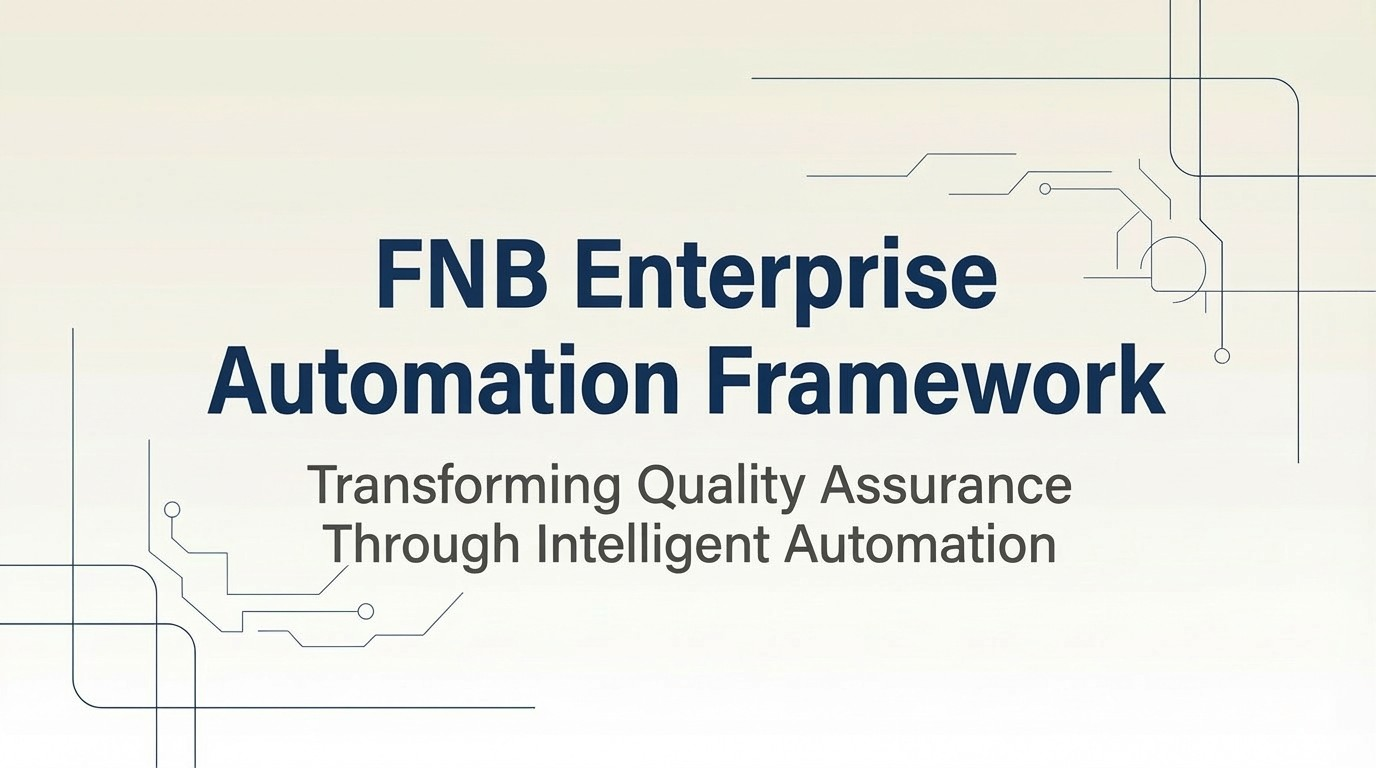 FNB Enterprise
Automation Framework
Transforming Quality Assurance
Through Intelligent Automation